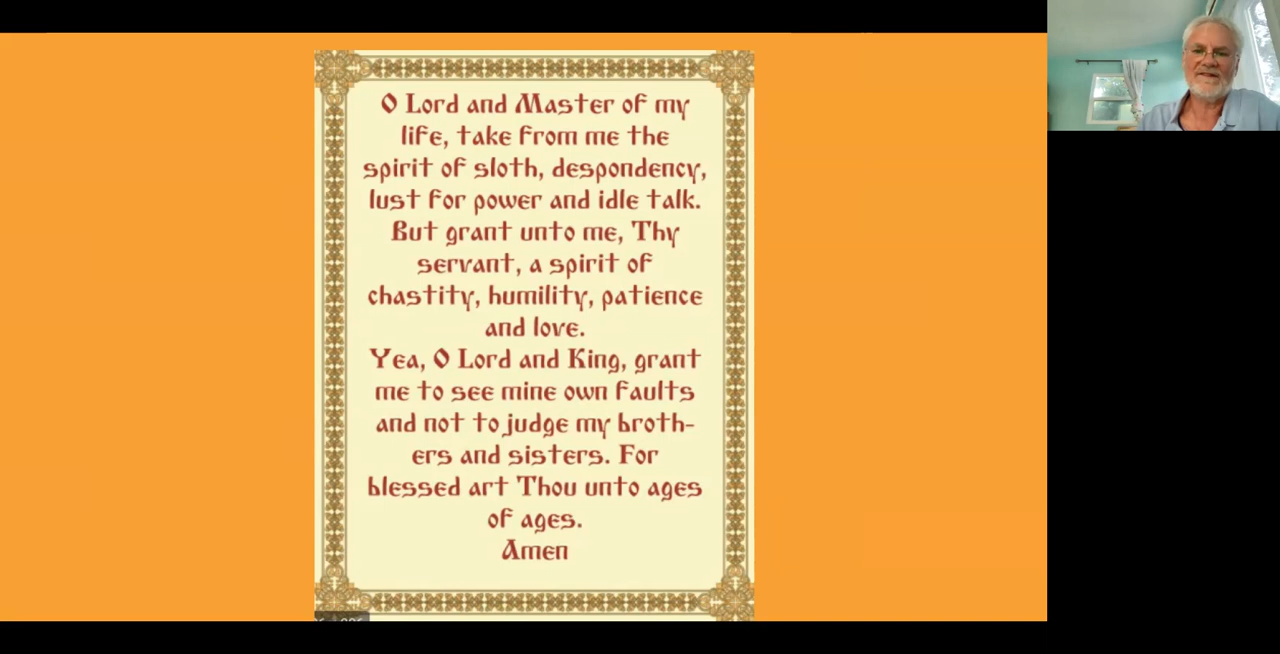 O Lord and Master of my
life, take from me the
spirit of sloth, despondency,
lust for power and idle talk.
But grant unto me, Thy
servant, a spirit of
chastity, humility, patience
and love.
Yea, O Lord and King, grant
me to see mine own faults
and not to judge my broth-
ers and sisters. For
blessed art Thou unto ages
of ages.
Amen